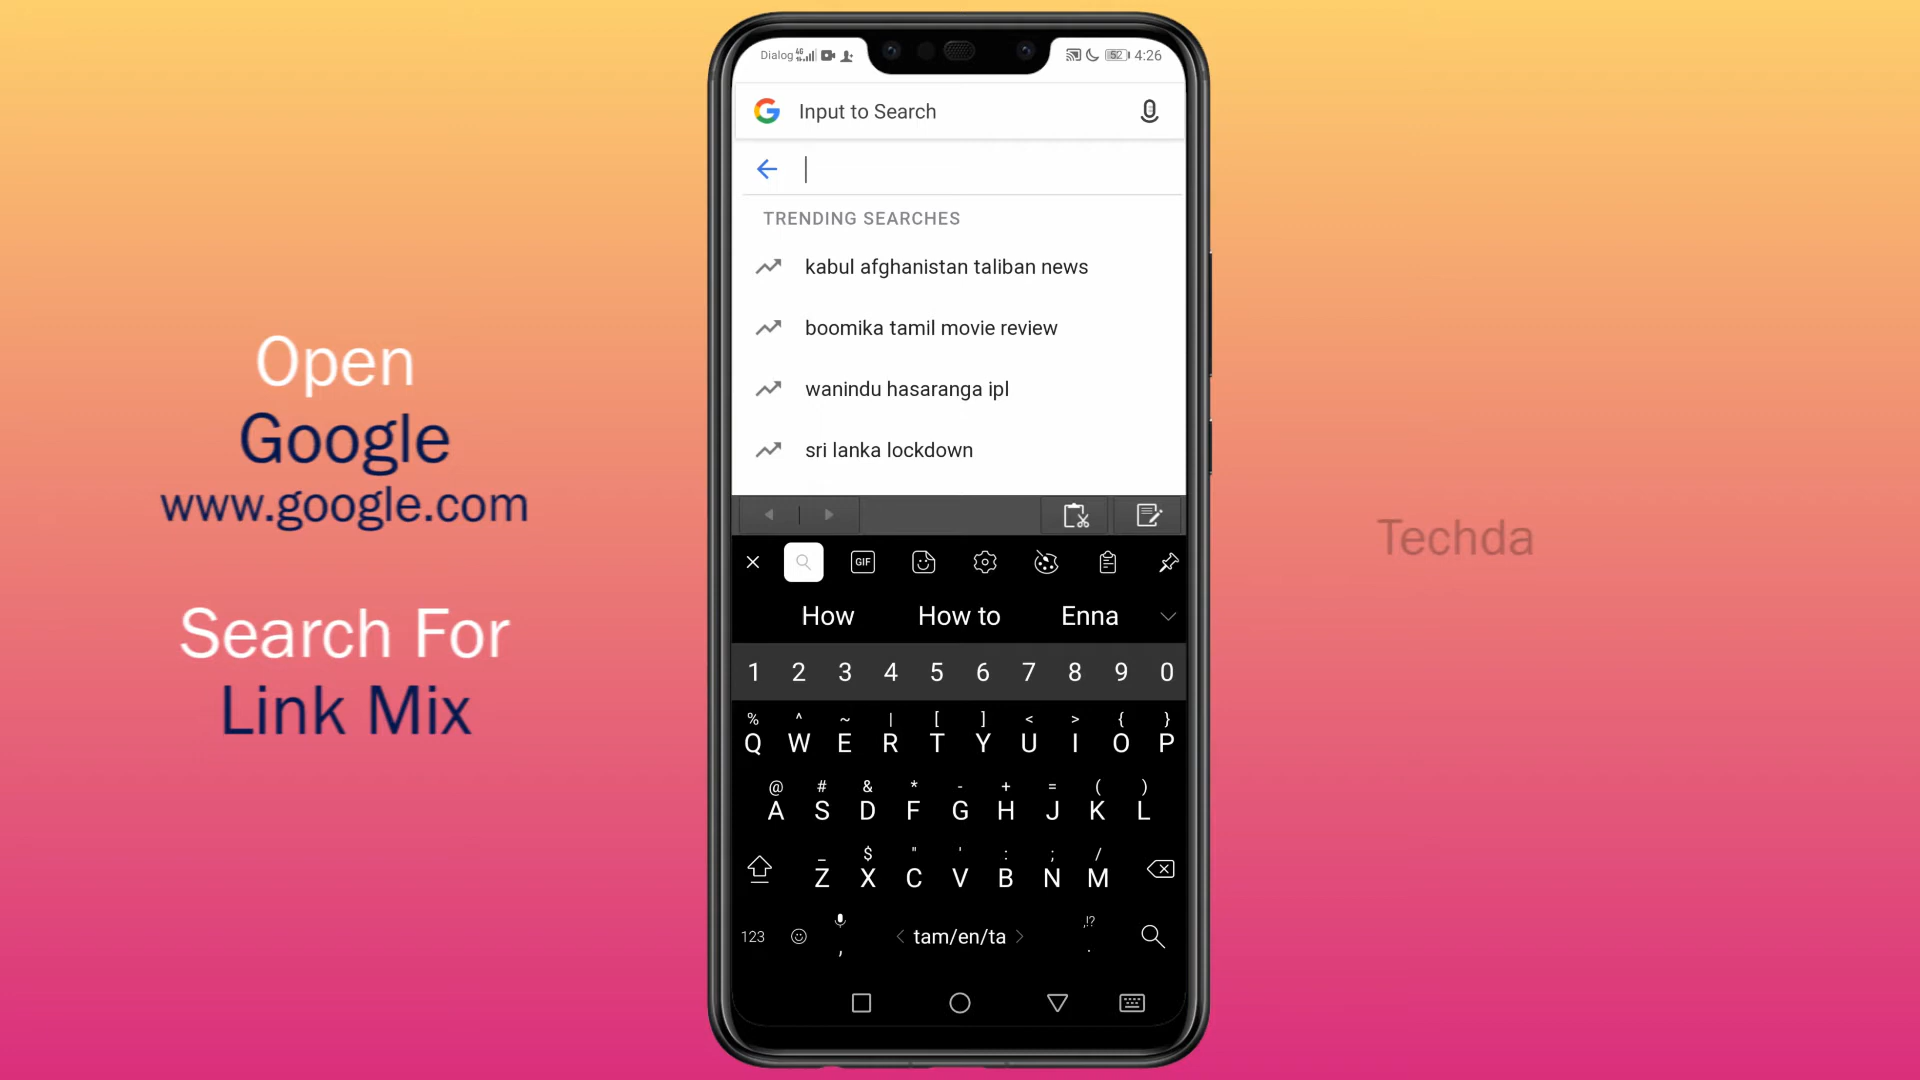 Open
Google
www.google.com
Search For
Link Mix
Dialog 4G 52 4:26
Input to Search
TRENDING SEARCHES
kabul afghanistan taliban news
boomika tamil movie review
wanindu hasaranga ipl
sri lanka lockdown
GIF
How How to Enna
1 2 3 4 5 6 7 8 9 0
% ^ ~ | [ ] < > { }
Q W E R T Y U I O P
@ # & * - + = ( )
A S D F G H J K L
_ $ " ' : ; /
Z X C V B N M
,!?
123 , < tam/en/ta > .
Techda